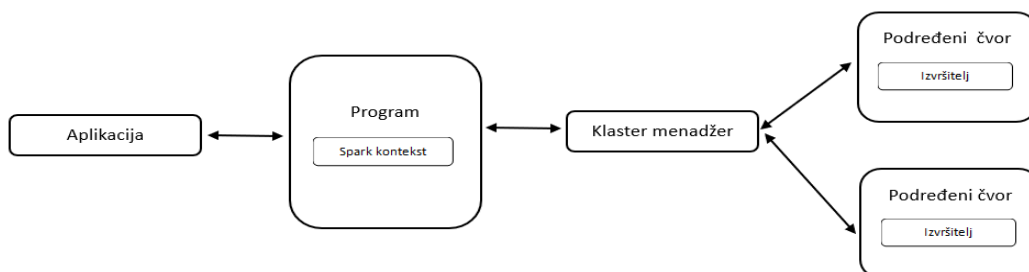 Aplikacija
Program
Spark kontekst
Klaster menadžer
Podređeni čvor
Izvršitelj
Podređeni čvor
Izvršitelj